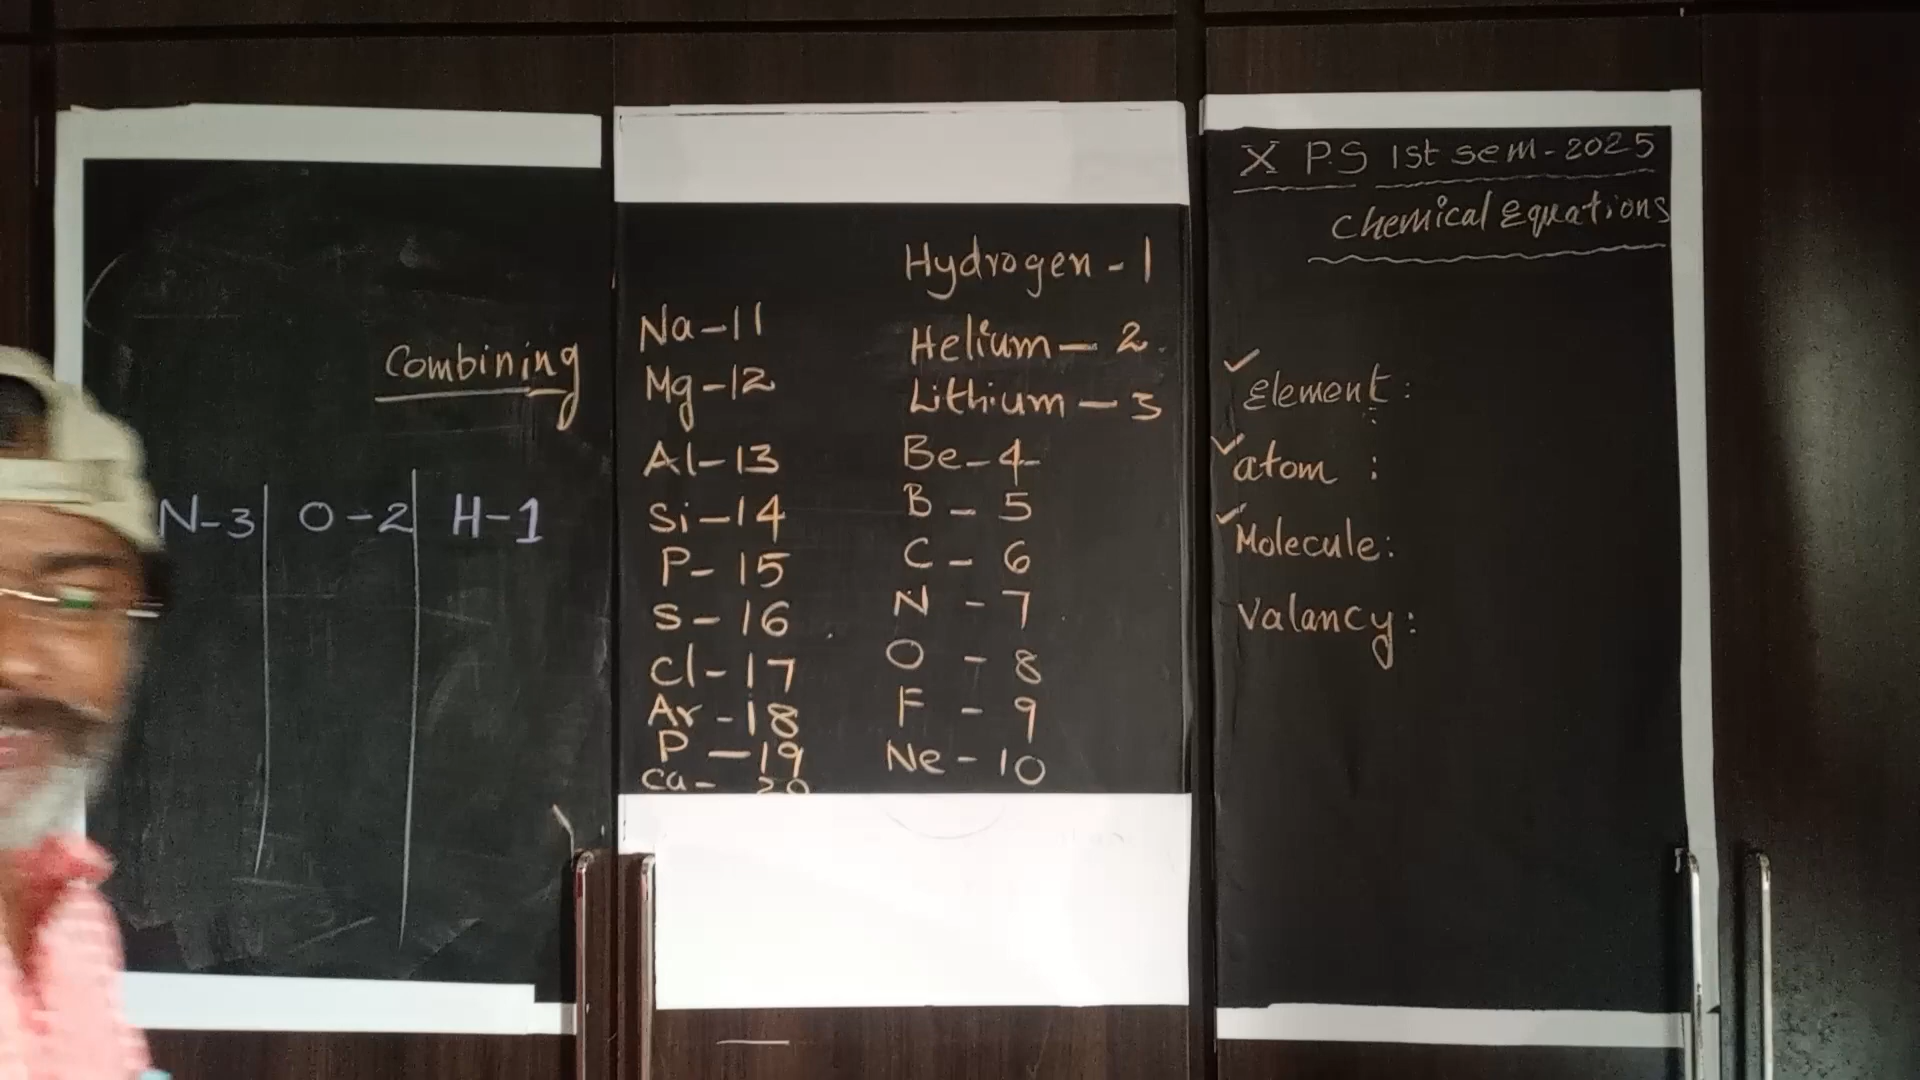 Combining
N-3 O-2 H-1
Hydrogen - 1
Helium - 2
Lithium - 3
Be - 4
B - 5
C - 6
N - 7
O - 8
F - 9
Ne - 10
Na - 11
Mg - 12
Al - 13
Si - 14
P - 15
S - 16
Cl - 17
Ar - 18
P - 19
Ca - 20
X P.S 1st sem - 2025
Chemical Equations
✓ Element :
✓ atom :
✓ Molecule :
Valancy :